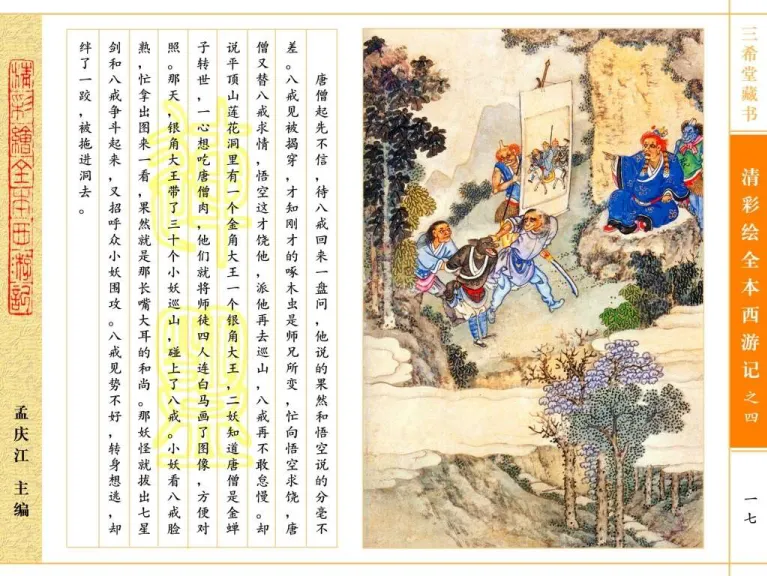 三希堂藏书
清彩绘全本西游记之四
一七
唐僧起先不信,待八戒回来一盘问,他说的果然和悟空说的分毫不
差。八戒见被揭穿,才知刚才的啄木虫是师兄所变,忙向悟空求饶,唐
僧又替八戒求情,悟空这才饶他,派他再去巡山,八戒再不敢怠慢。却
说平顶山莲花洞里有一个金角大王一个银角大王,二妖知道唐僧是金蝉
子转世,一心想吃唐僧肉,他们就将师徒四人连白马画了图像,方便对
照。那天,银角大王带了三十个小妖巡山,碰上了八戒。小妖看八戒脸
熟,忙拿出图来一看,果然就是那长嘴大耳的和尚。那妖怪就拔出七星
剑和八戒争斗起来,又招呼众小妖围攻。八戒见势不好,转身想逃,却
绊了一跤,被拖进洞去。
清彩绘全本西游记
孟庆江 主编